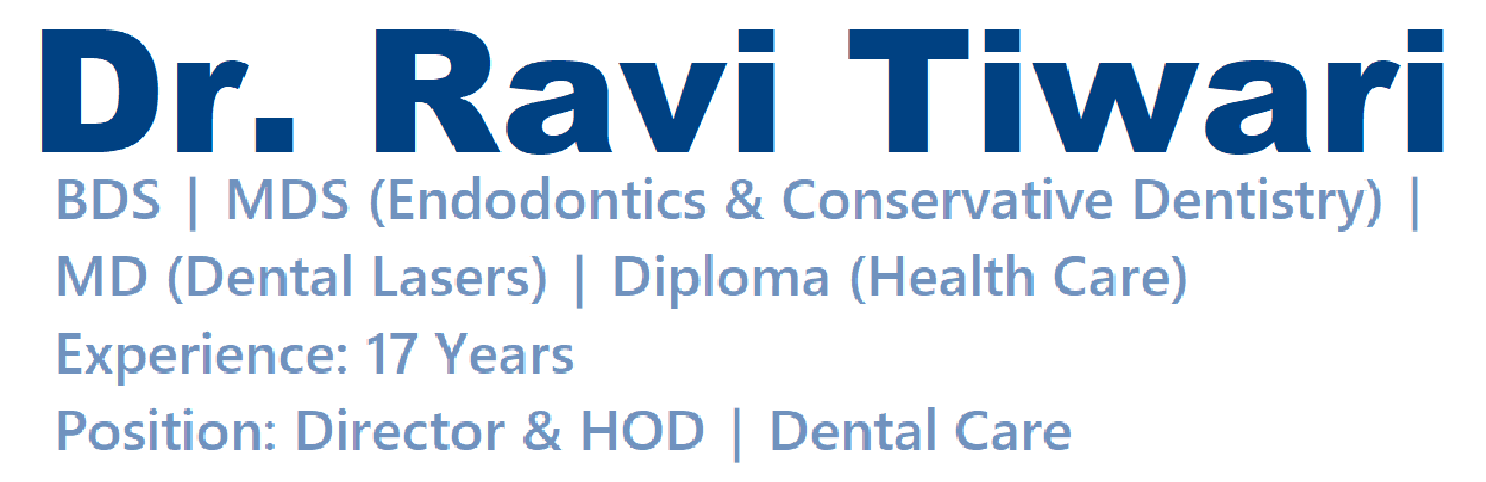 Dr. Ravi Tiwari
BDS | MDS (Endodontics & Conservative Dentistry) |
MD (Dental Lasers) | Diploma (Health Care)
Experience: 17 Years
Position: Director & HOD | Dental Care